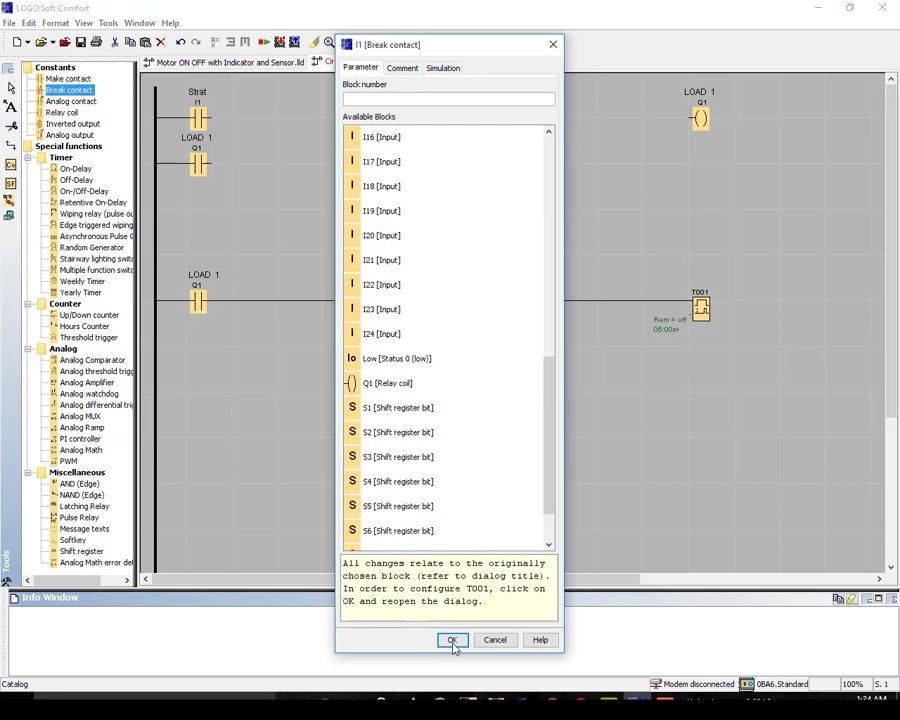 LOGO!Soft Comfort
File Edit Format View Tools Window Help
Motor ON OFF with Indicator and Sensor.lld
Constants
Make contact
Break contact
Analog contact
Relay coil
Inverted output
Analog output
Special functions
Timer
On-Delay
Off-Delay
On-/Off-Delay
Retentive On-Delay
Wiping relay (pulse ou
Edge triggered wiping
Asynchronous Pulse G
Random Generator
Stairway lighting switc
Multiple function switc
Weekly Timer
Yearly Timer
Counter
Up/Down counter
Hours Counter
Threshold trigger
Analog
Analog Comparator
Analog threshold trigg
Analog Amplifier
Analog watchdog
Analog differential trig
Analog MUX
Analog Ramp
PI controller
Analog Math
PWM
Miscellaneous
AND (Edge)
NAND (Edge)
Latching Relay
Pulse Relay
Message texts
Softkey
Shift register
Analog Math error det
Tools
Strat
I1
LOAD 1
Q1
LOAD 1
Q1
LOAD 1
Q1
T001
Rem = off
05:00s+
I1 [Break contact]
Parameter Comment Simulation
Block number
Available Blocks
I I16 [Input]
I I17 [Input]
I I18 [Input]
I I19 [Input]
I I20 [Input]
I I21 [Input]
I I22 [Input]
I I23 [Input]
I I24 [Input]
lo Low [Status 0 (low)]
Q1 [Relay coil]
S S1 [Shift register bit]
S S2 [Shift register bit]
S S3 [Shift register bit]
S S4 [Shift register bit]
S S5 [Shift register bit]
S S6 [Shift register bit]
All changes relate to the originally
chosen block (refer to dialog title).
In order to configure T001, click on
OK and reopen the dialog.
OK Cancel Help
Info Window
Catalog
Modem disconnected
0BA6.Standard
100%
S. 1